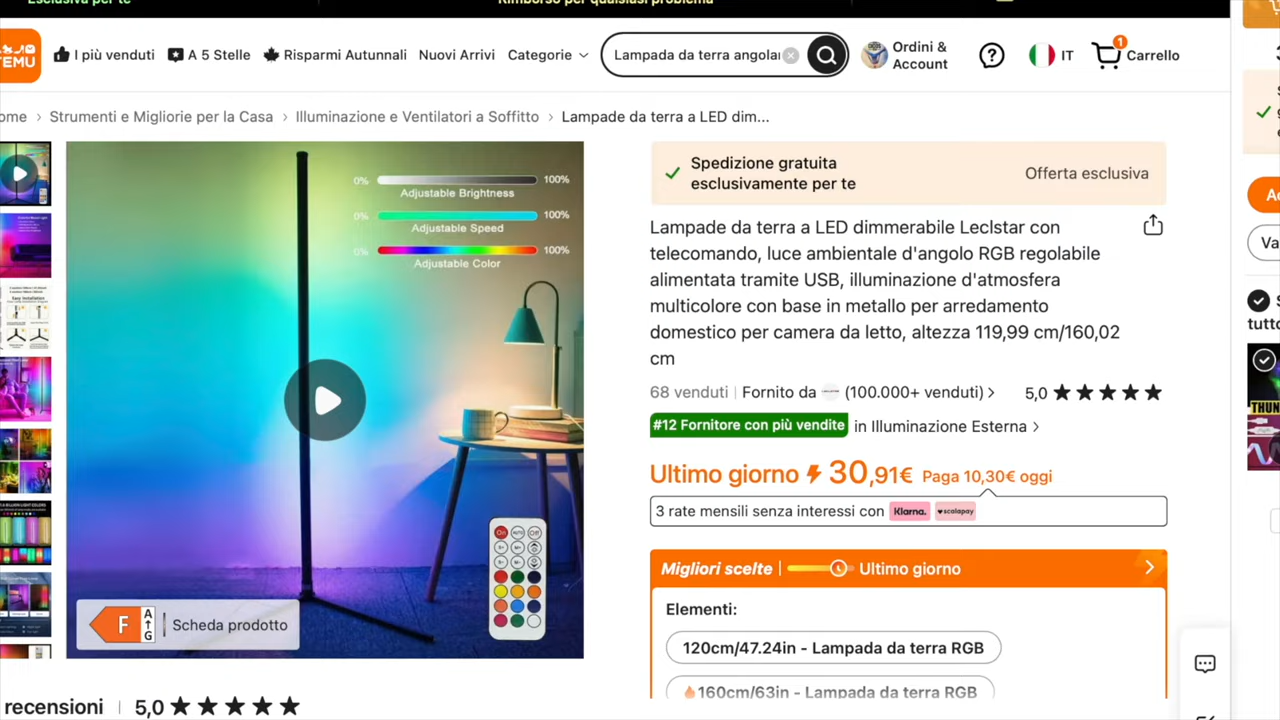 Esclusiva per te
Rimborso per qualsiasi problema
TEMU
I più venduti
A 5 Stelle
Risparmi Autunnali
Nuovi Arrivi
Categorie
Lampada da terra angolar
Ordini &
Account
IT
1
Carrello
ome > Strumenti e Migliorie per la Casa > Illuminazione e Ventilatori a Soffitto > Lampade da terra a LED dim...
0% 100%
Adjustable Brightness
0% 100%
Adjustable Speed
0% 100%
Adjustable Color
F
A
G
Scheda prodotto
Spedizione gratuita
esclusivamente per te
Offerta esclusiva
Lampade da terra a LED dimmerabile Leclstar con
telecomando, luce ambientale d'angolo RGB regolabile
alimentata tramite USB, illuminazione d'atmosfera
multicolore con base in metallo per arredamento
domestico per camera da letto, altezza 119,99 cm/160,02
cm
68 venduti | Fornito da (100.000+ venduti) > 5,0
#12 Fornitore con più vendite in Illuminazione Esterna >
Ultimo giorno 30,91€ Paga 10,30€ oggi
3 rate mensili senza interessi con Klarna. scalapay
Migliori scelte | Ultimo giorno
Elementi:
120cm/47.24in - Lampada da terra RGB
160cm/63in - Lampada da terra RGB
recensioni | 5,0
Va
tutto